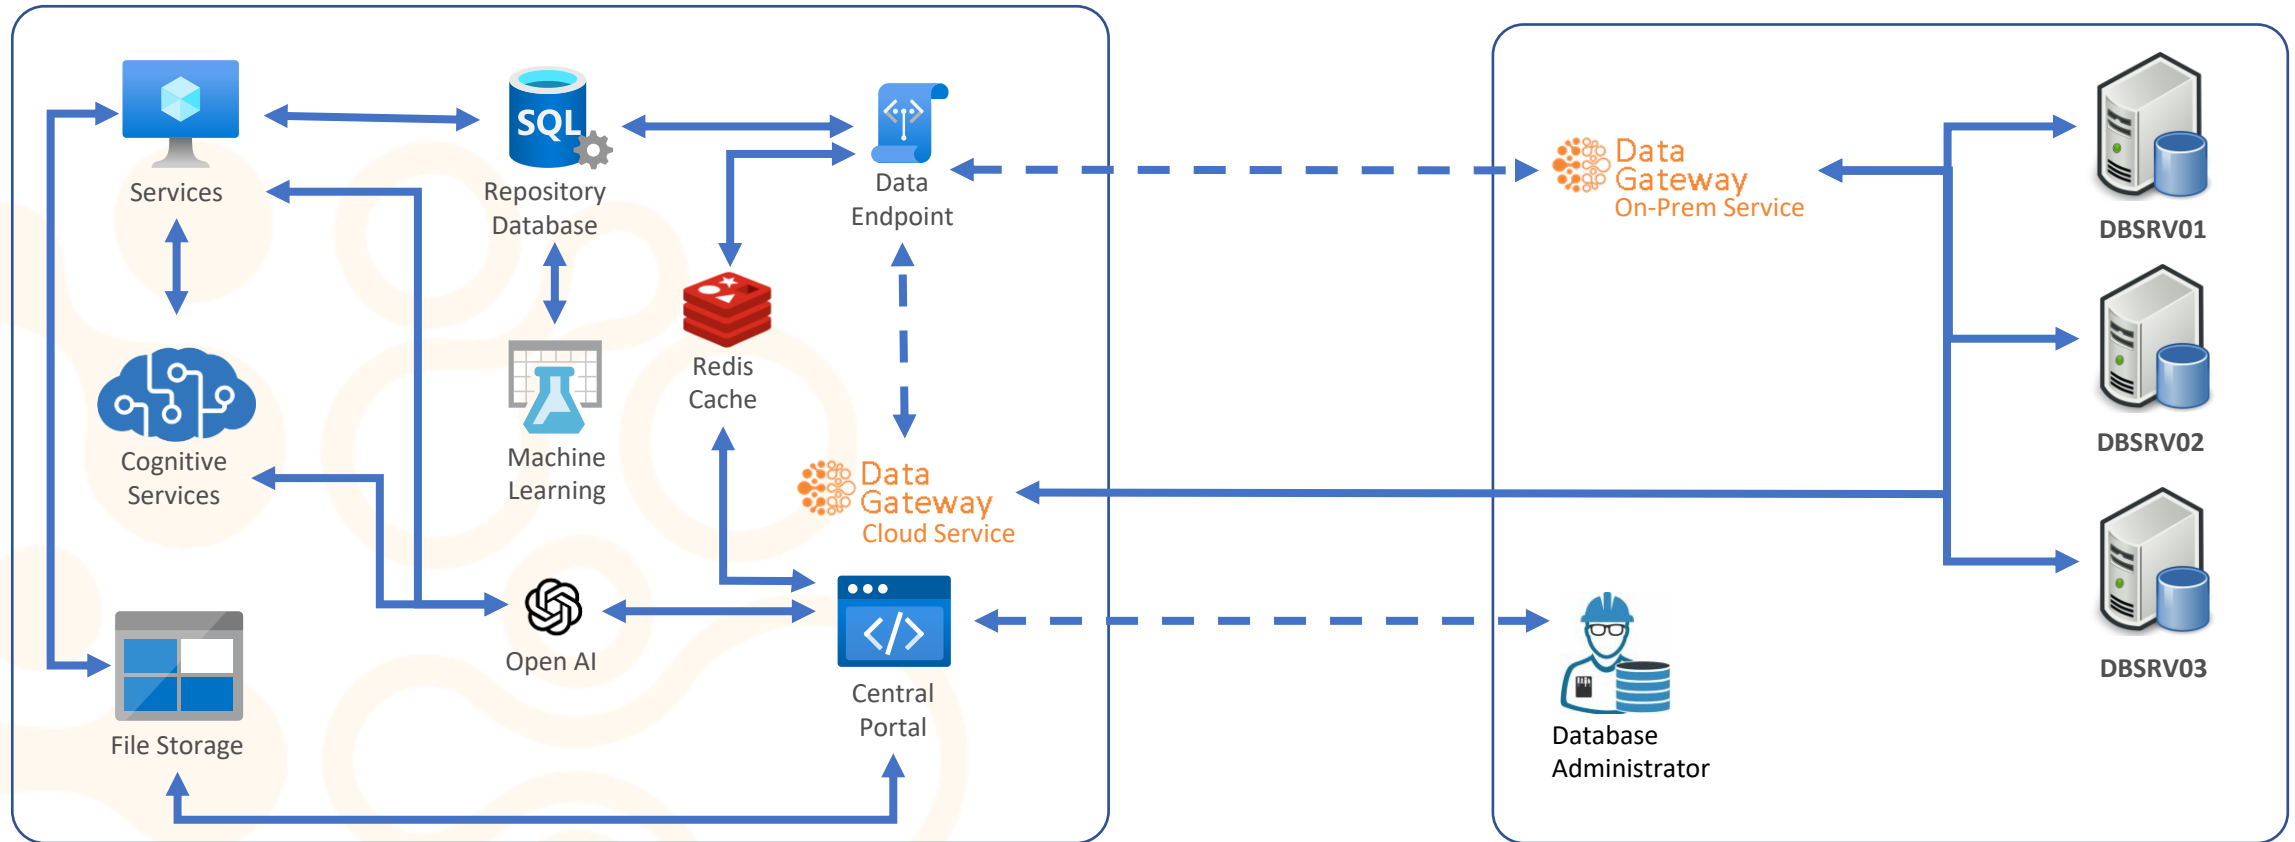 Services
SQL
Repository
Database
Data
Endpoint
Redis
Cache
Cognitive
Services
Machine
Learning
Data
Gateway
Cloud Service
Open AI
File Storage
Central
Portal
Data
Gateway
On-Prem Service
DBSRV01
DBSRV02
DBSRV03
Database
Administrator